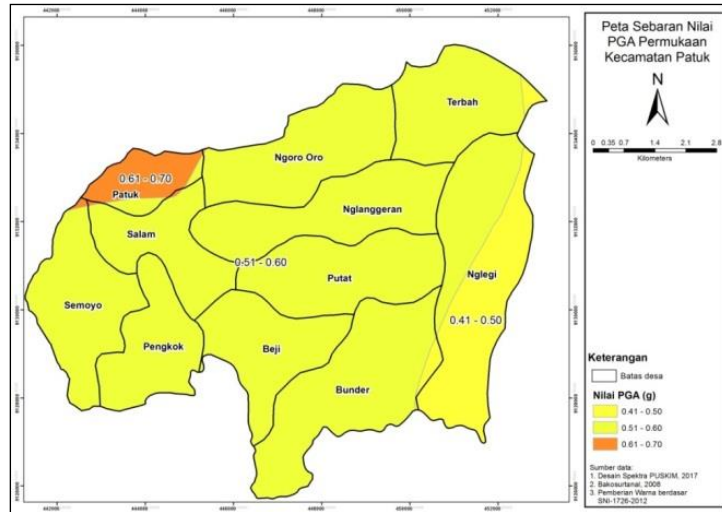 Peta Sebaran Nilai
PGA Permukaan
Kecamatan Patuk
N
0 0.35 0.7 1.4 2.1 2.8
Kilometers
Terbah
Ngoro Oro
0.61 - 0.70
Patuk
Nglanggeran
Salam
0.51 - 0.60
Putat
Nglegi
Semoyo
0.41 - 0.50
Pengkok
Beji
Bunder
Keterangan
Batas desa
Nilai PGA (g)
0.41 - 0.50
0.51 - 0.60
0.61 - 0.70
Sumber data:
1. Desain Spektra PUSKIM, 2017
2. Bakosurtanal, 2008
3. Pemberian Warna berdasar
SNI-1726-2012